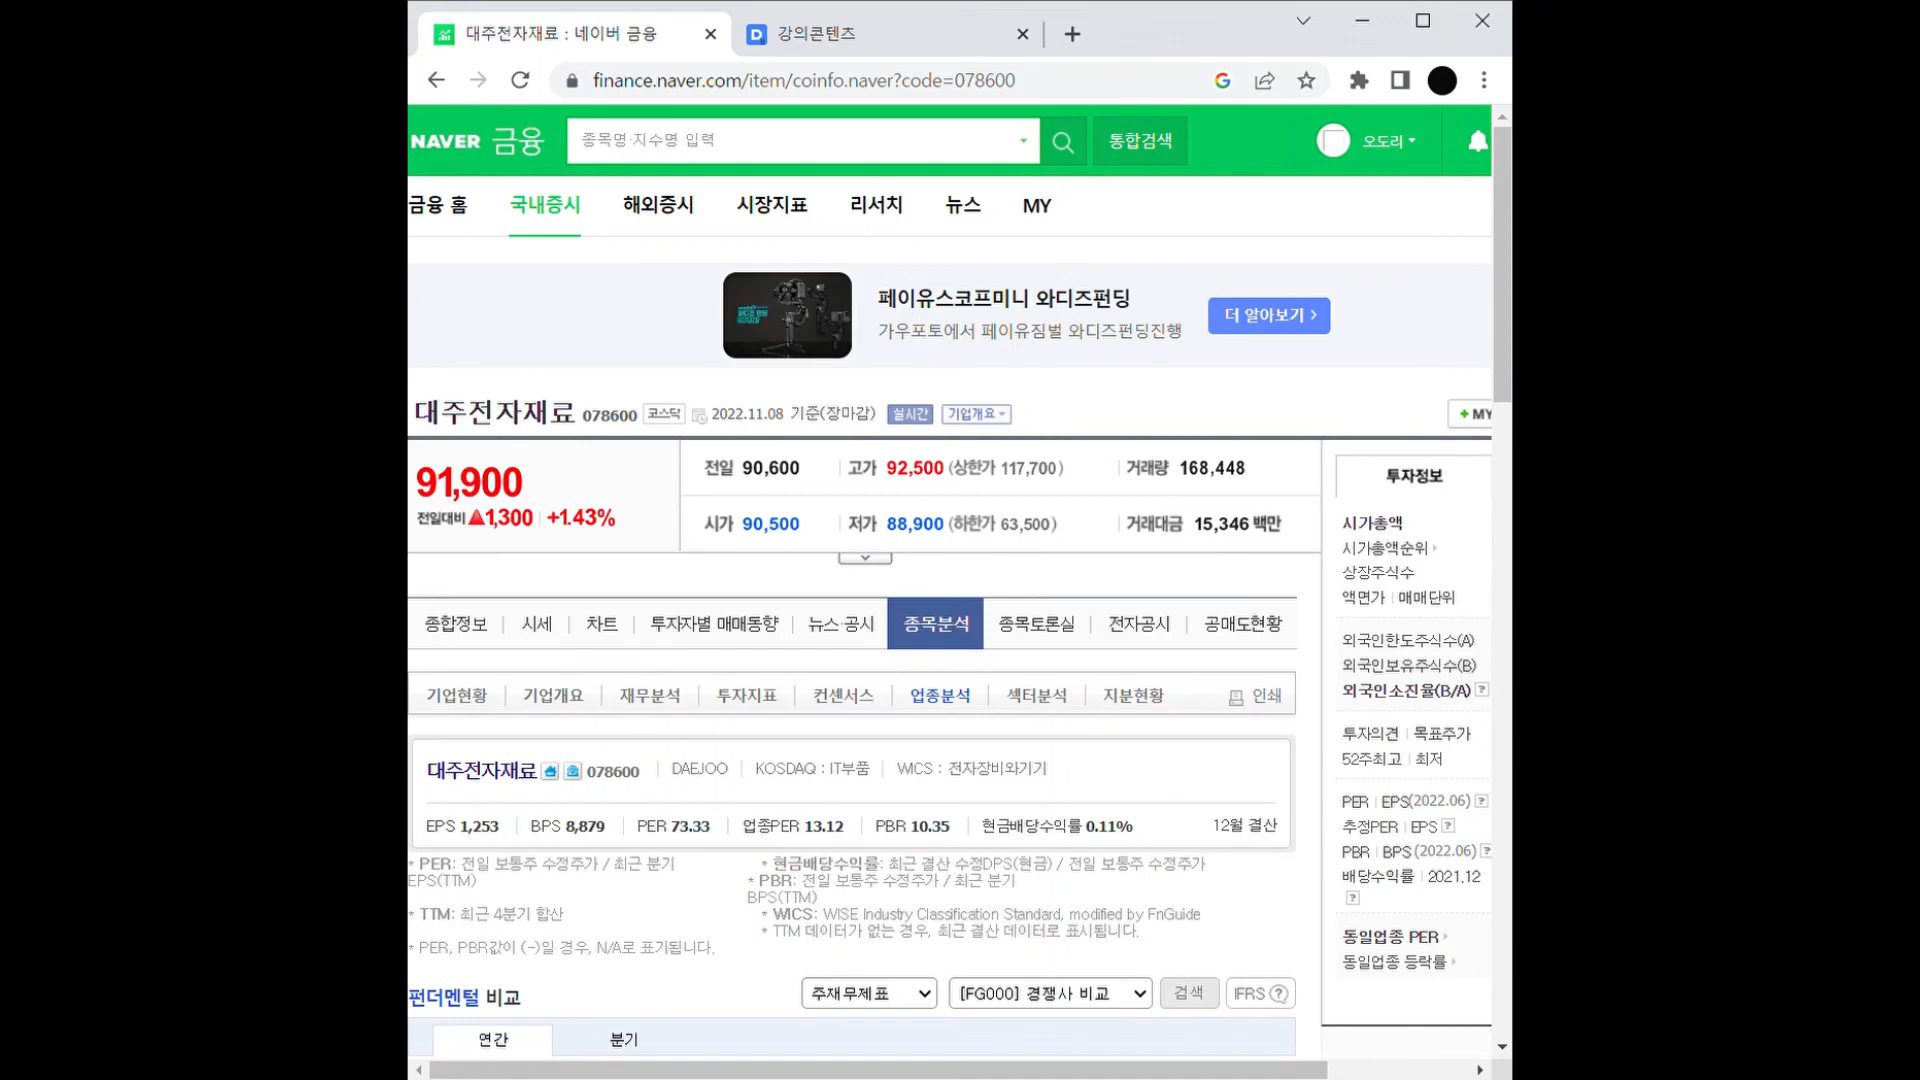 대주전자재료 : 네이버 금융
강의콘텐츠
finance.naver.com/item/coinfo.naver?code=078600
NAVER 금융
종목명·지수명 입력
통합검색
오도리
금융 홈
국내증시
해외증시
시장지표
리서치
뉴스
MY
페이유스코프미니 와디즈펀딩
가우포토에서 페이유짐벌 와디즈펀딩진행
더 알아보기 >
대주전자재료 078600 코스닥 2022.11.08 기준(장마감) 실시간 기업개요
+ MY
91,900
전일대비 ▲1,300 +1.43%
전일 90,600 고가 92,500 (상한가 117,700) 거래량 168,448
시가 90,500 저가 88,900 (하한가 63,500) 거래대금 15,346 백만
종합정보 시세 차트 투자자별 매매동향 뉴스·공시 종목분석 종목토론실 전자공시 공매도현황
기업현황 기업개요 재무분석 투자지표 컨센서스 업종분석 섹터분석 지분현황 인쇄
대주전자재료 078600 DAEJOO KOSDAQ : IT부품 WICS : 전자장비와기기
EPS 1,253 BPS 8,879 PER 73.33 업종PER 13.12 PBR 10.35 현금배당수익률 0.11% 12월 결산
* PER: 전일 보통주 수정주가 / 최근 분기
EPS(TTM)
* TTM: 최근 4분기 합산
* PER, PBR값이 (-)일 경우, N/A로 표기됩니다.
* 현금배당수익률: 최근 결산 수정DPS(현금) / 전일 보통주 수정주가
* PBR: 전일 보통주 수정주가 / 최근 분기
BPS(TTM)
* WICS: WISE Industry Classification Standard, modified by FnGuide
* TTM 데이터가 없는 경우, 최근 결산 데이터로 표시됩니다.
펀더멘털 비교
주재무제표
[FG000] 경쟁사 비교
검색
IFRS ?
연간
분기
투자정보
시가총액
시가총액순위
상장주식수
액면가 매매단위
외국인한도주식수(A)
외국인보유주식수(B)
외국인소진율(B/A) ?
투자의견 목표주가
52주최고 최저
PER EPS(2022.06) ?
추정PER EPS ?
PBR BPS (2022.06) ?
배당수익률 2021.12
?
동일업종 PER
동일업종 등락률